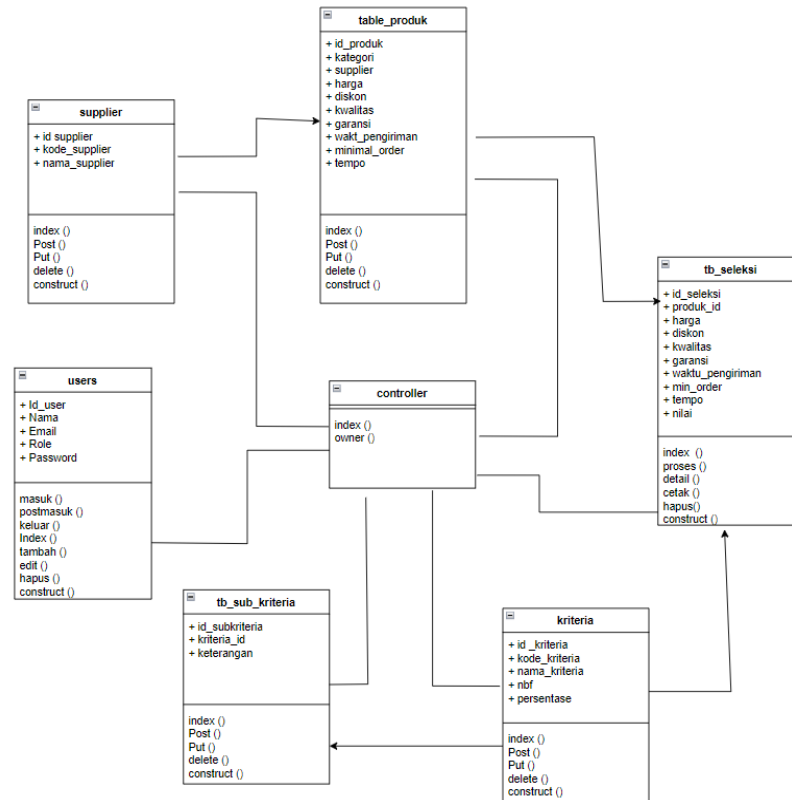 table_produk
+ id_produk
+ kategori
+ supplier
+ harga
+ diskon
+ kwalitas
+ garansi
+ wakt_pengiriman
+ minimal_order
+ tempo
index ()
Post ()
Put ()
delete ()
construct ()
supplier
+ id supplier
+ kode_supplier
+ nama_supplier
index ()
Post ()
Put ()
delete ()
construct ()
tb_seleksi
+ id_seleksi
+ produk_id
+ harga
+ diskon
+ kwalitas
+ garansi
+ waktu_pengiriman
+ min_order
+ tempo
+ nilai
index ()
proses ()
detail ()
cetak ()
hapus()
construct ()
users
+ Id_user
+ Nama
+ Email
+ Role
+ Password
masuk ()
postmasuk ()
keluar ()
Index ()
tambah ()
edit ()
hapus ()
construct ()
controller
index ()
owner ()
tb_sub_kriteria
+ id_subkriteria
+ kriteria_id
+ keterangan
index ()
Post ()
Put ()
delete ()
construct ()
kriteria
+ id _kriteria
+ kode_kriteria
+ nama_kriteria
+ nbf
+ persentase
index ()
Post ()
Put ()
delete ()
construct ()